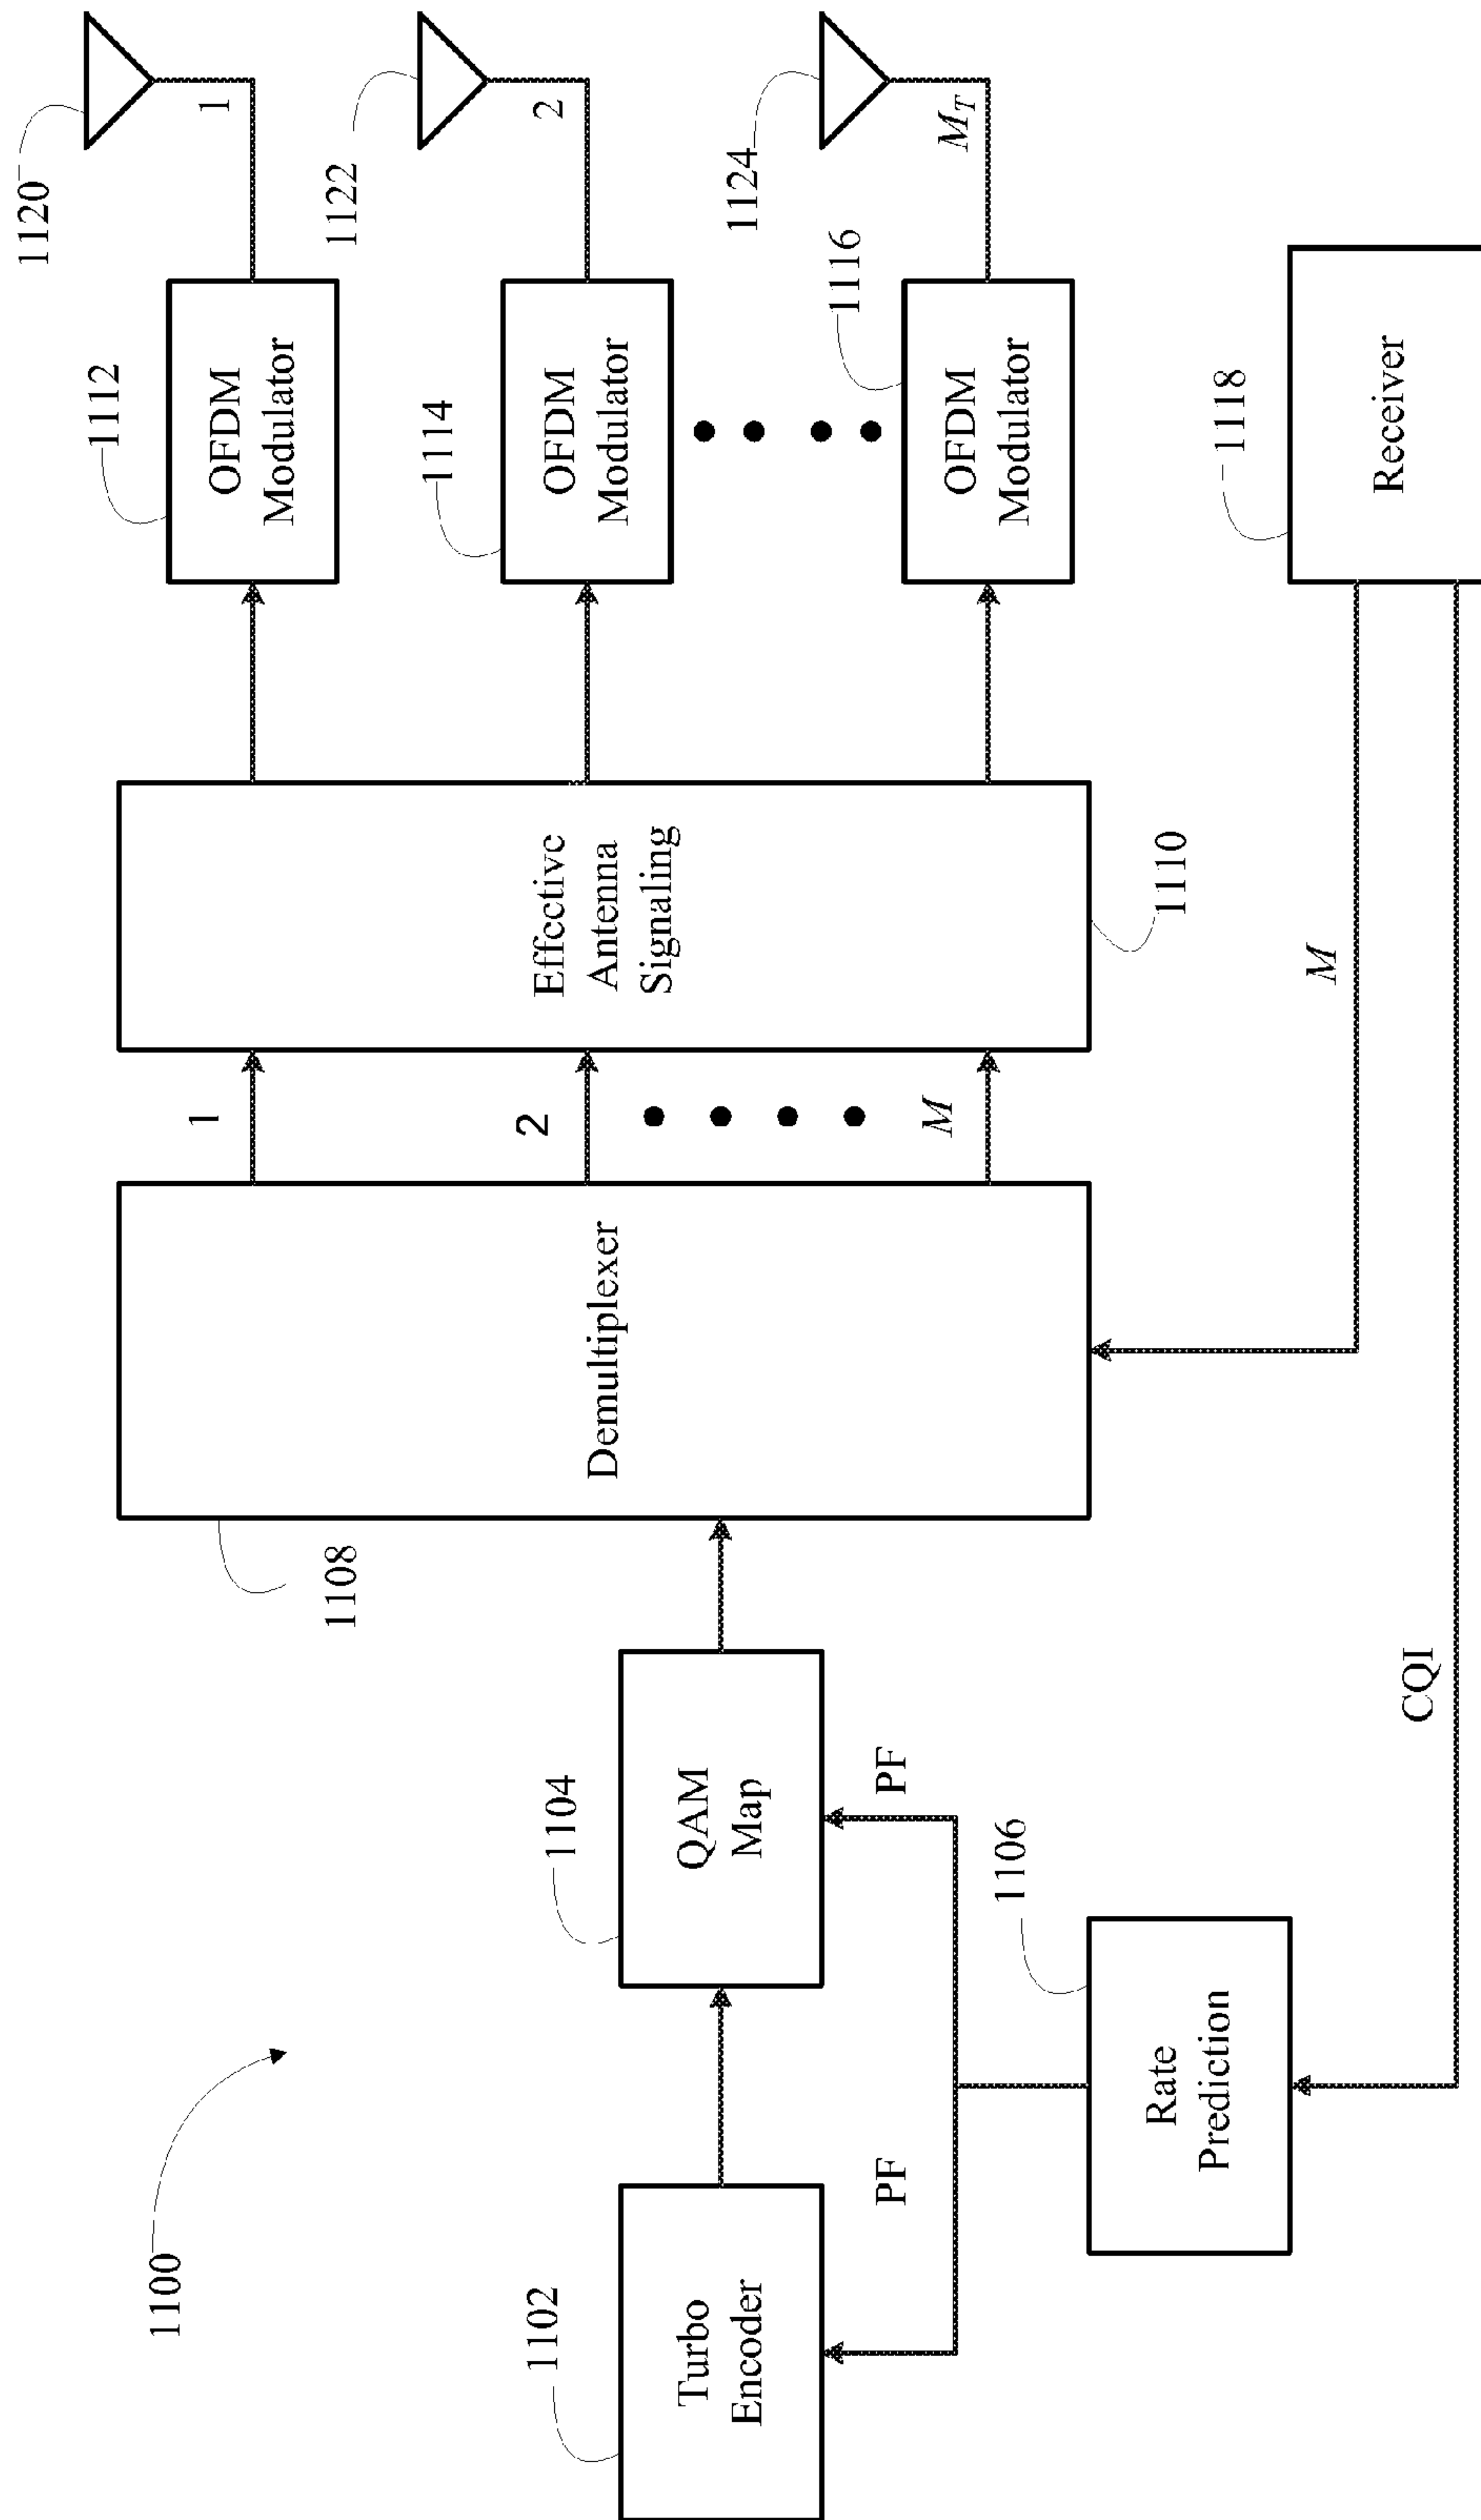 1100
1102
Turbo
Encoder
1104
QAM
Map
PF
PF
1106
Rate
Prediction
CQI
1108
Demultiplexer
1
2
M
M
Effective
Antenna
Signaling
1110
1112
OFDM
Modulator
1114
OFDM
Modulator
1116
OFDM
Modulator
1118
Receiver
1120
1
1122
2
1124
M_T